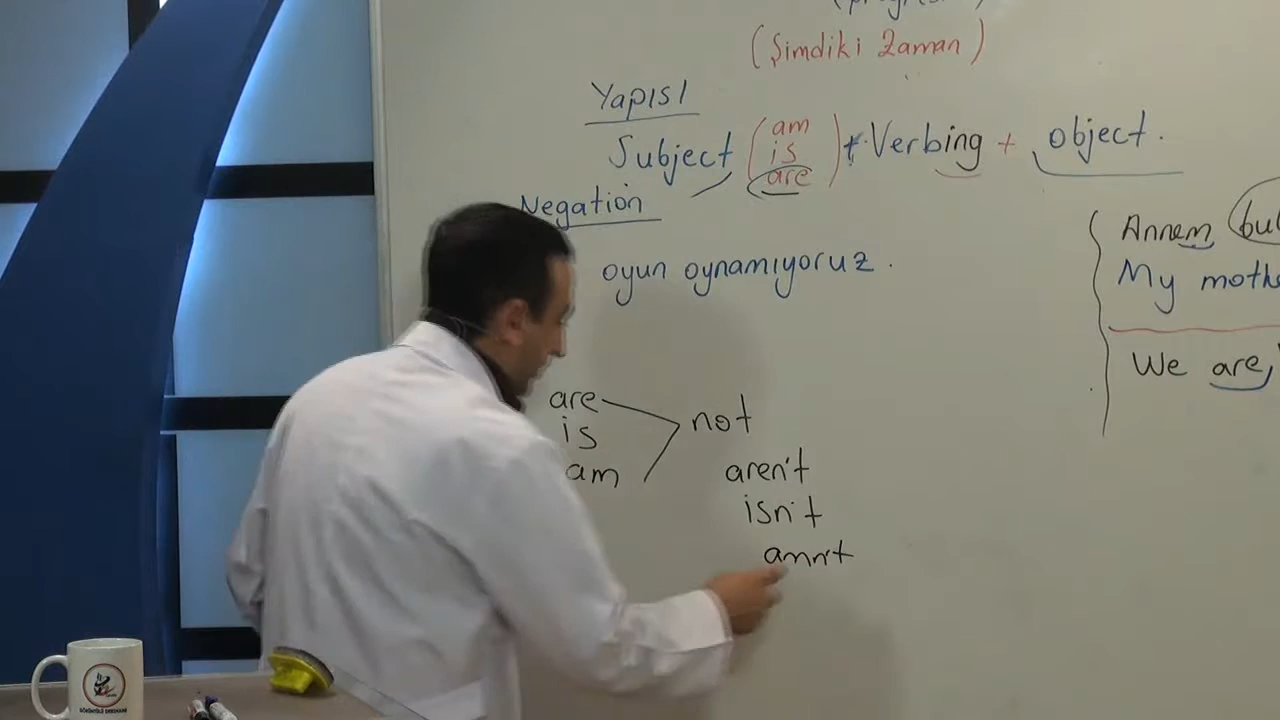 (Şimdiki Zaman)
Yapısı
Subject (am is are) + Verbing + object.
Negation
oyun oynamıyoruz.
are
is
am
not
aren't
isn't
amn't
Annem
My
We are,